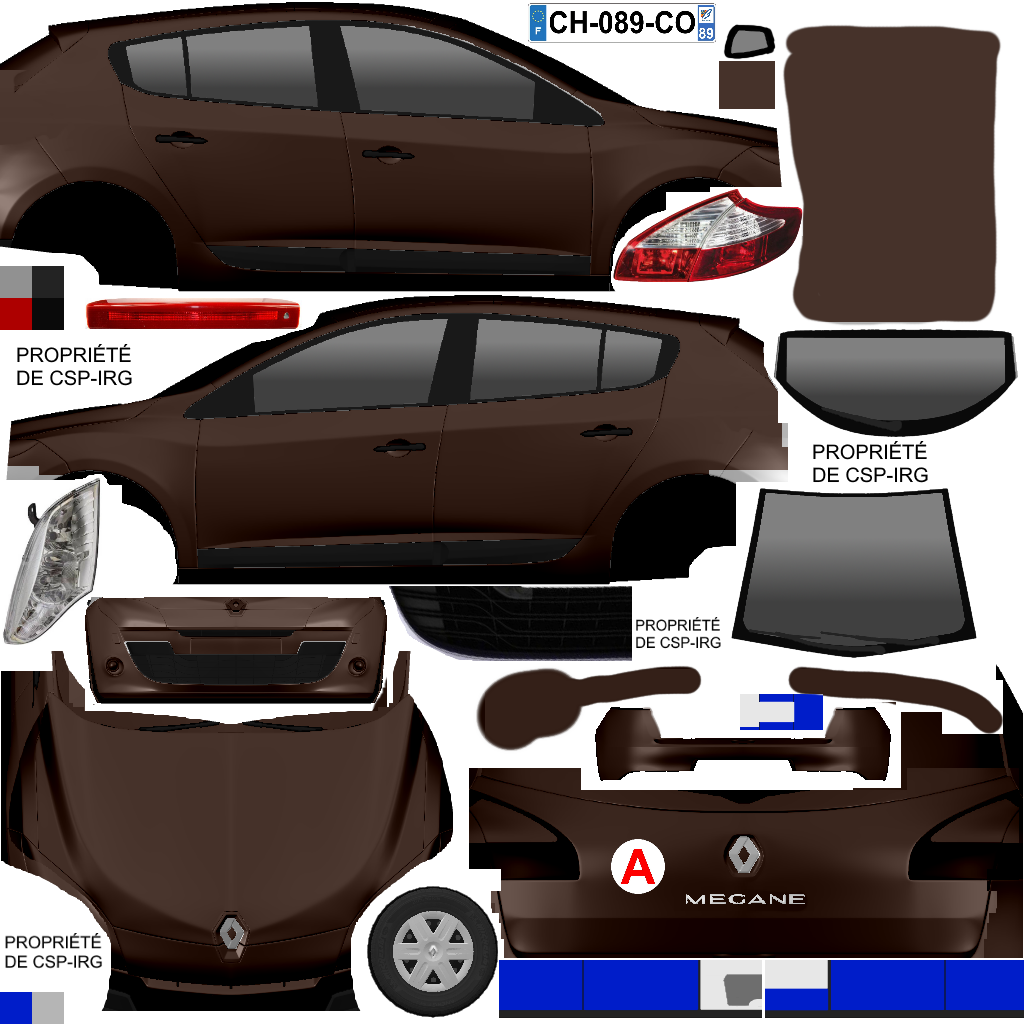 F CH-089-CO 89
PROPRIÉTÉ
DE CSP-IRG
PROPRIÉTÉ
DE CSP-IRG
PROPRIÉTÉ
DE CSP-IRG
A
MEGANE
PROPRIÉTÉ
DE CSP-IRG